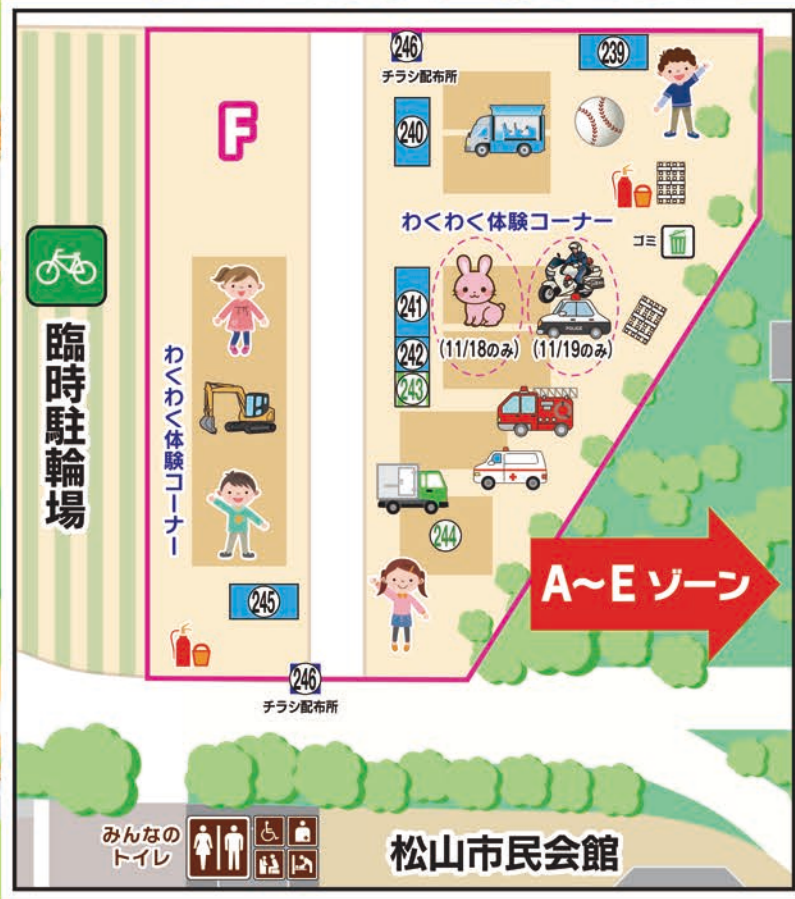 F
246
チラシ配布所
239
240
わくわく体験コーナー
ゴミ
241
(11/18のみ)
(11/19のみ)
POLICE
242
243
244
臨時駐輪場
わくわく体験コーナー
245
A～E ゾーン
246
チラシ配布所
みんなの
トイレ
松山市民会館